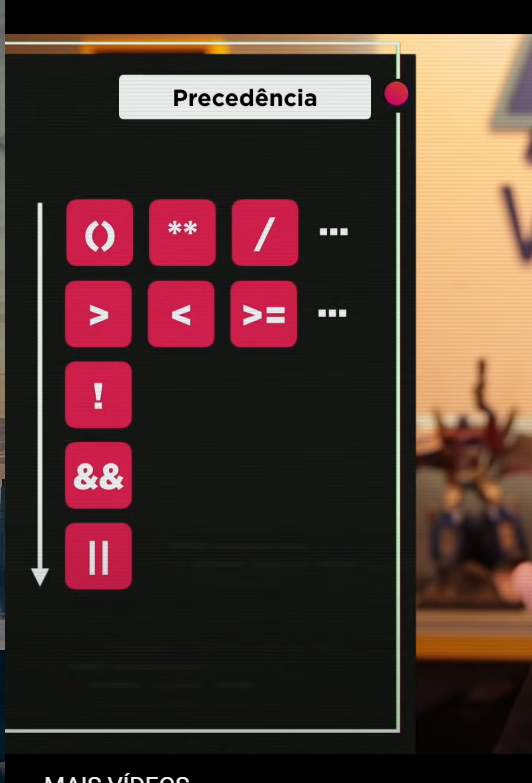 Precedência
() ** / ...
> < >= ...
!
&&
||
MAIS VÍDEOS